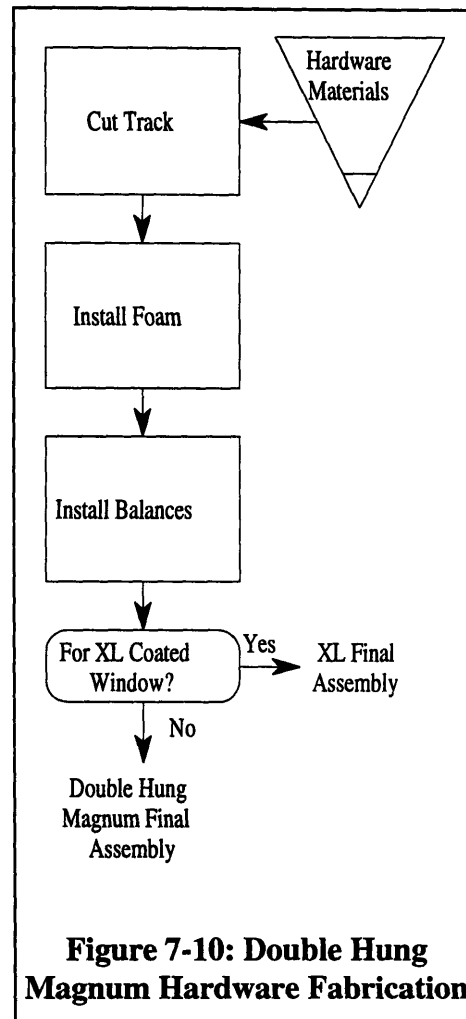 Hardware
Materials
Cut Track
Install Foam
Install Balances
For XL Coated
Window?
Yes
XL Final
Assembly
No
Double Hung
Magnum Final
Assembly
Figure 7-10: Double Hung
Magnum Hardware Fabrication